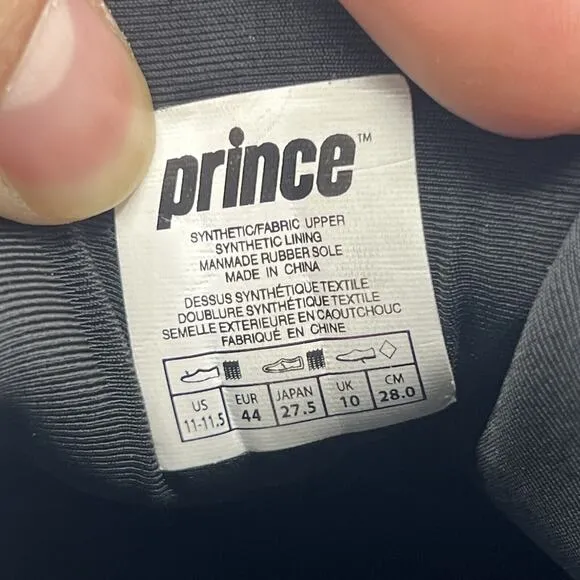 prince™
SYNTHETIC/FABRIC UPPER
SYNTHETIC LINING
MANMADE RUBBER SOLE
MADE IN CHINA
DESSUS SYNTHÉTIQUE TEXTILE
DOUBLURE SYNTHÉTIQUE TEXTILE
SEMELLE EXTERIEURE EN CAOUTCHOUC
FABRIQUÉ EN CHINE
US EUR JAPAN UK CM
11-11.5 44 27.5 10 28.0